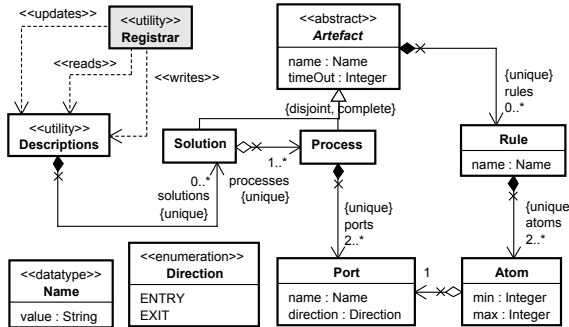 <<updates>>
<<utility>>
Registrar
<<reads>>
<<writes>>
<<utility>>
Descriptions
<<abstract>>
Artefact
name : Name
timeOut : Integer
{disjoint, complete}
{unique}
rules
0..*
Solution
1..*
Process
Rule
name : Name
0..*
solutions
{unique}
processes
{unique}
{unique}
ports
2..*
{unique}
atoms
2..*
<<datatype>>
Name
value : String
<<enumeration>>
Direction
ENTRY
EXIT
Port
name : Name
direction : Direction
1
Atom
min : Integer
max : Integer